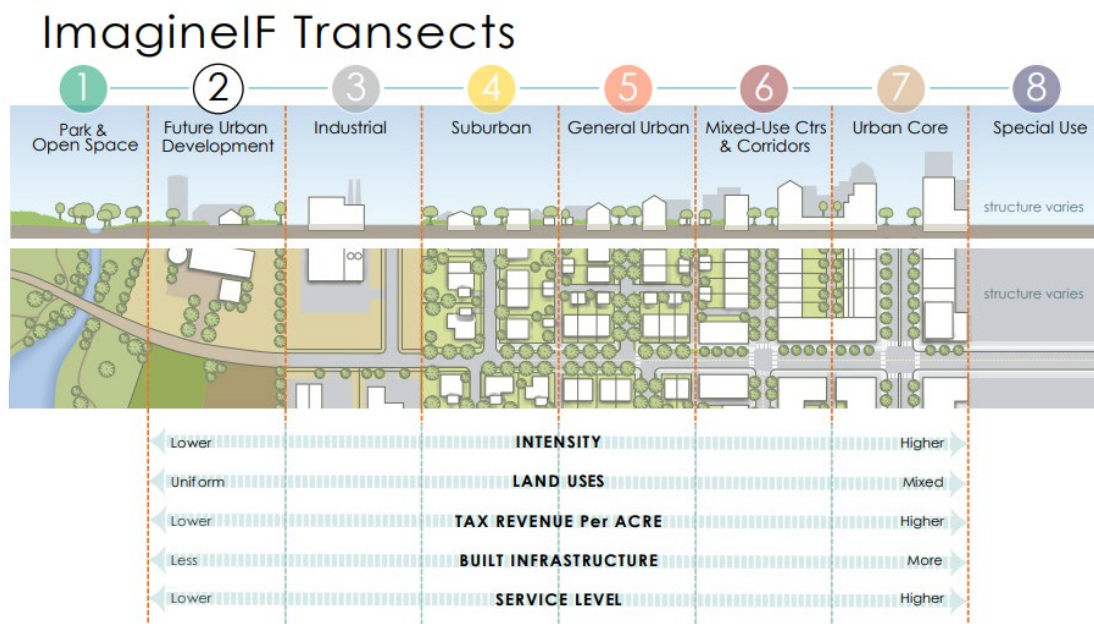 ImagineIF Transects
1 2 3 4 5 6 7 8
Park &
Open Space
Future Urban
Development
Industrial
Suburban
General Urban
Mixed-Use Ctrs
& Corridors
Urban Core
Special Use
structure varies
structure varies
Lower INTENSITY Higher
Uniform LAND USES Mixed
Lower TAX REVENUE Per ACRE Higher
Less BUILT INFRASTRUCTURE More
Lower SERVICE LEVEL Higher